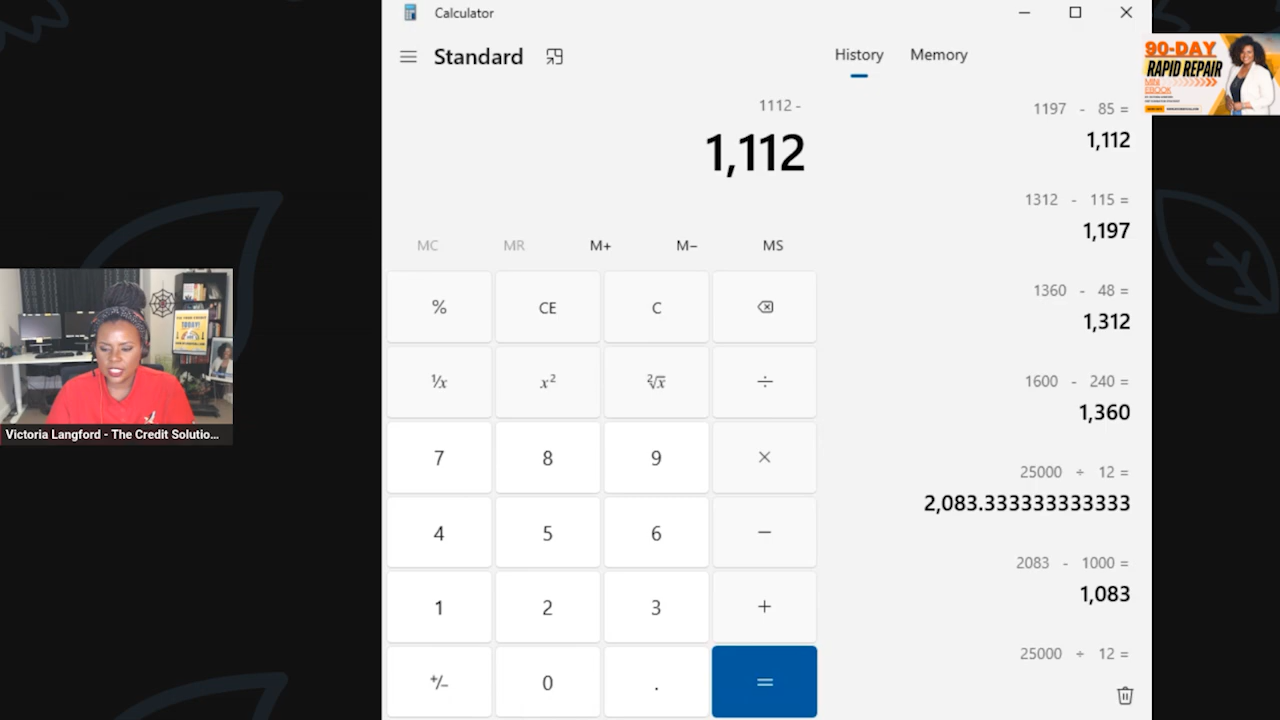 Calculator
Standard
History
Memory
1112 -
1,112
MC
MR
M+
M−
MS
%
CE
C
¹/x
x²
²√x
÷
7
8
9
×
4
5
6
−
1
2
3
+
+/−
0
.
=
1197 - 85 =
1,112
1312 - 115 =
1,197
1360 - 48 =
1,312
1600 - 240 =
1,360
25000 ÷ 12 =
2,083.333333333333
2083 - 1000 =
1,083
25000 ÷ 12 =
90-DAY
RAPID REPAIR
MINI
EBOOK
TODAY!
Victoria Langford - The Credit Solutio...